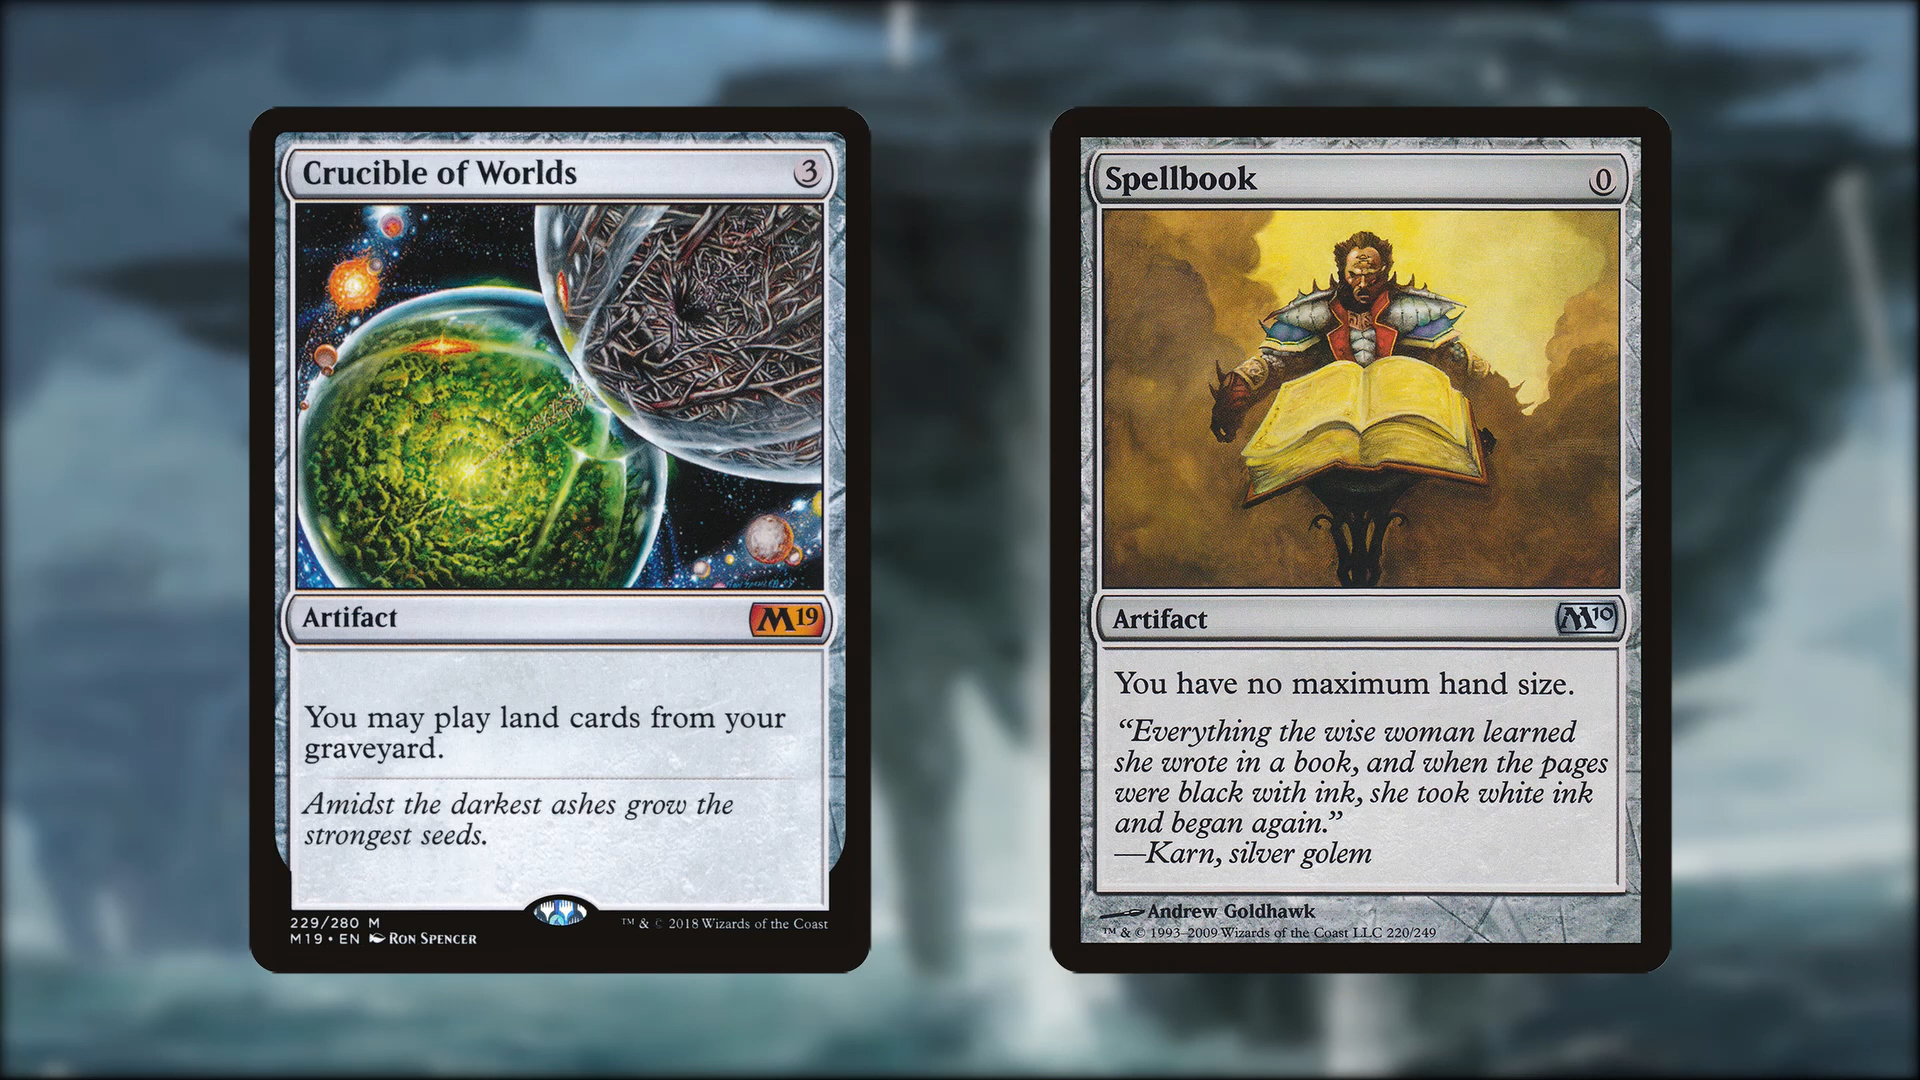 Crucible of Worlds 3
Artifact M19
You may play land cards from your
graveyard.
Amidst the darkest ashes grow the
strongest seeds.
229/280 M
M19 • EN RON SPENCER
™ & © 2018 Wizards of the Coast
Spellbook 0
Artifact M10
You have no maximum hand size.
“Everything the wise woman learned
she wrote in a book, and when the pages
were black with ink, she took white ink
and began again.”
—Karn, silver golem
Andrew Goldhawk
™ & © 1993–2009 Wizards of the Coast LLC 220/249